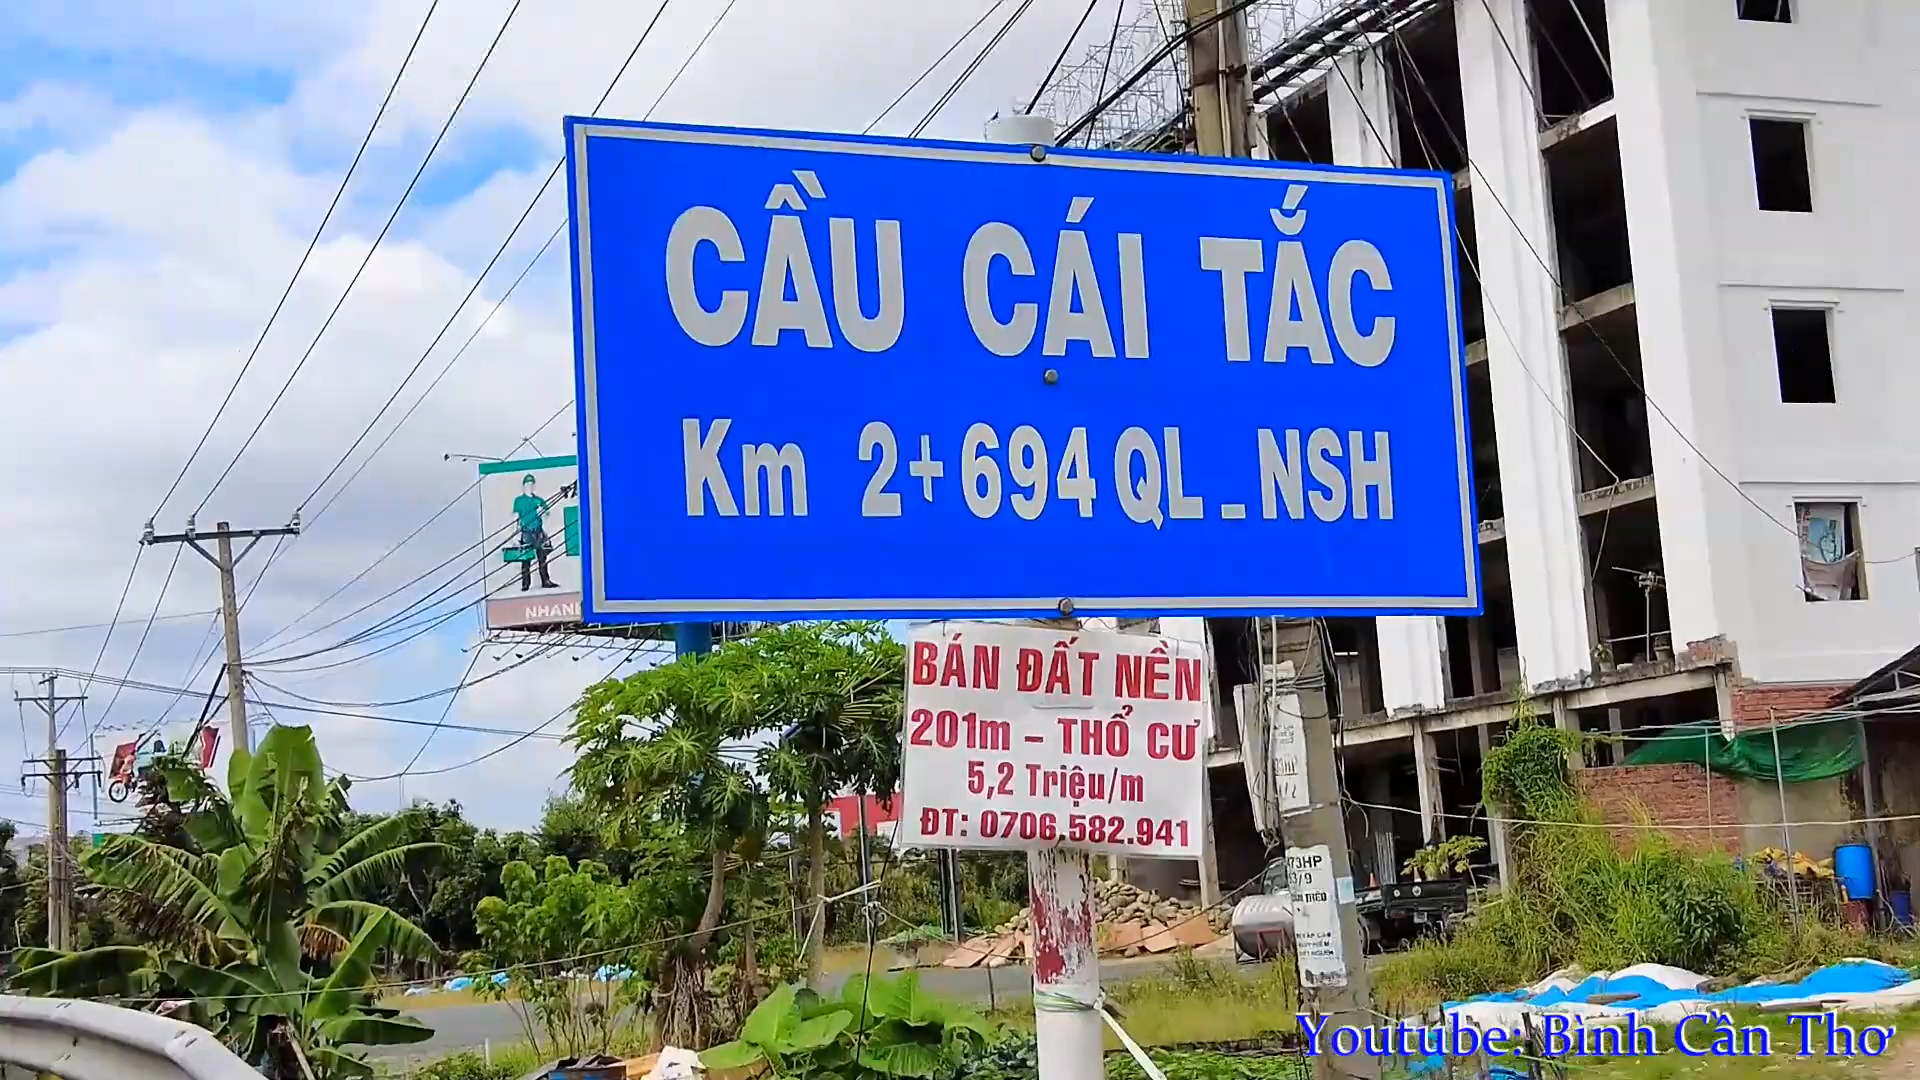 CẦU CÁI TẮC
Km 2+694 QL_NSH
NHANH
BÁN ĐẤT NỀN
201m - THỔ CƯ
5,2 Triệu/m
ĐT: 0706.582.941
473HP
Youtube: Bình Cần Thơ